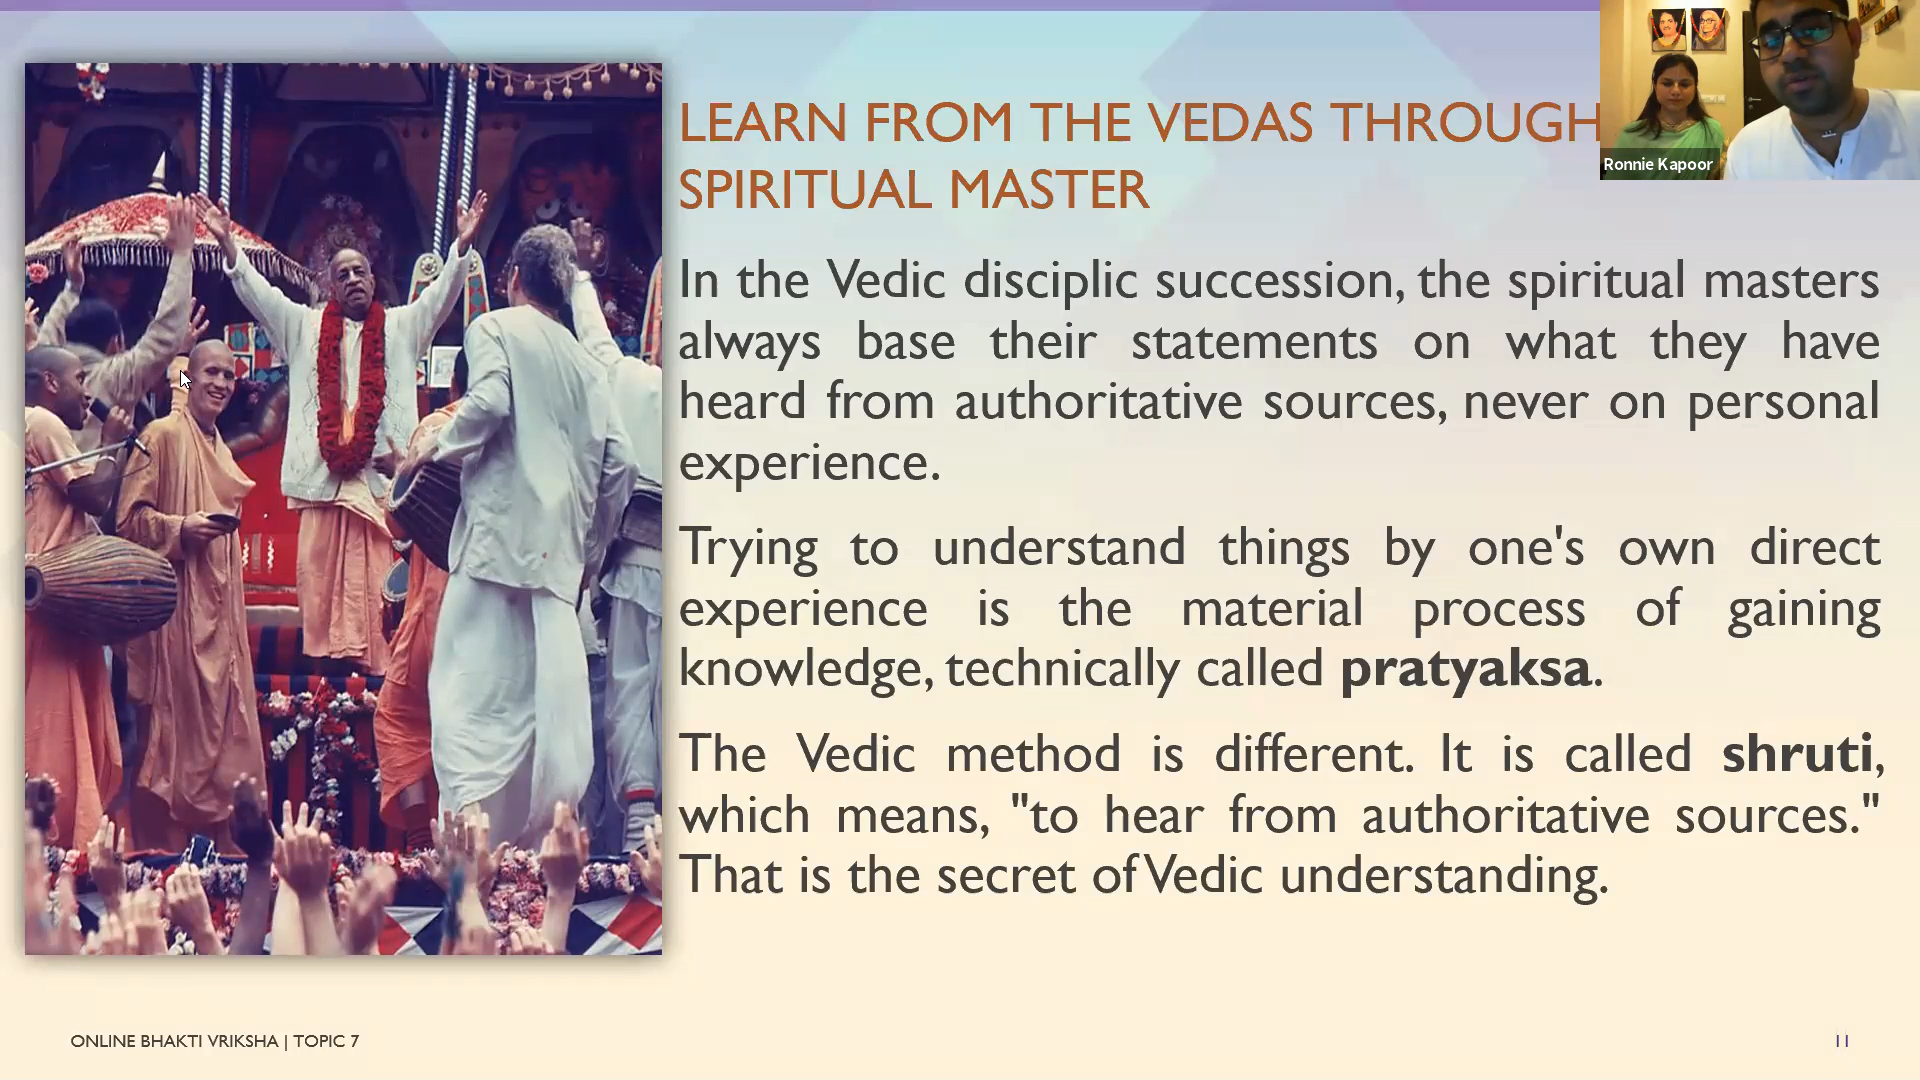 LEARN FROM THE VEDAS THROUGH
SPIRITUAL MASTER
Ronnie Kapoor
In the Vedic disciplic succession, the spiritual masters
always base their statements on what they have
heard from authoritative sources, never on personal
experience.
Trying to understand things by one's own direct
experience is the material process of gaining
knowledge, technically called pratyaksa.
The Vedic method is different. It is called shruti,
which means, "to hear from authoritative sources."
That is the secret of Vedic understanding.
ONLINE BHAKTI VRIKSHA | TOPIC 7
11